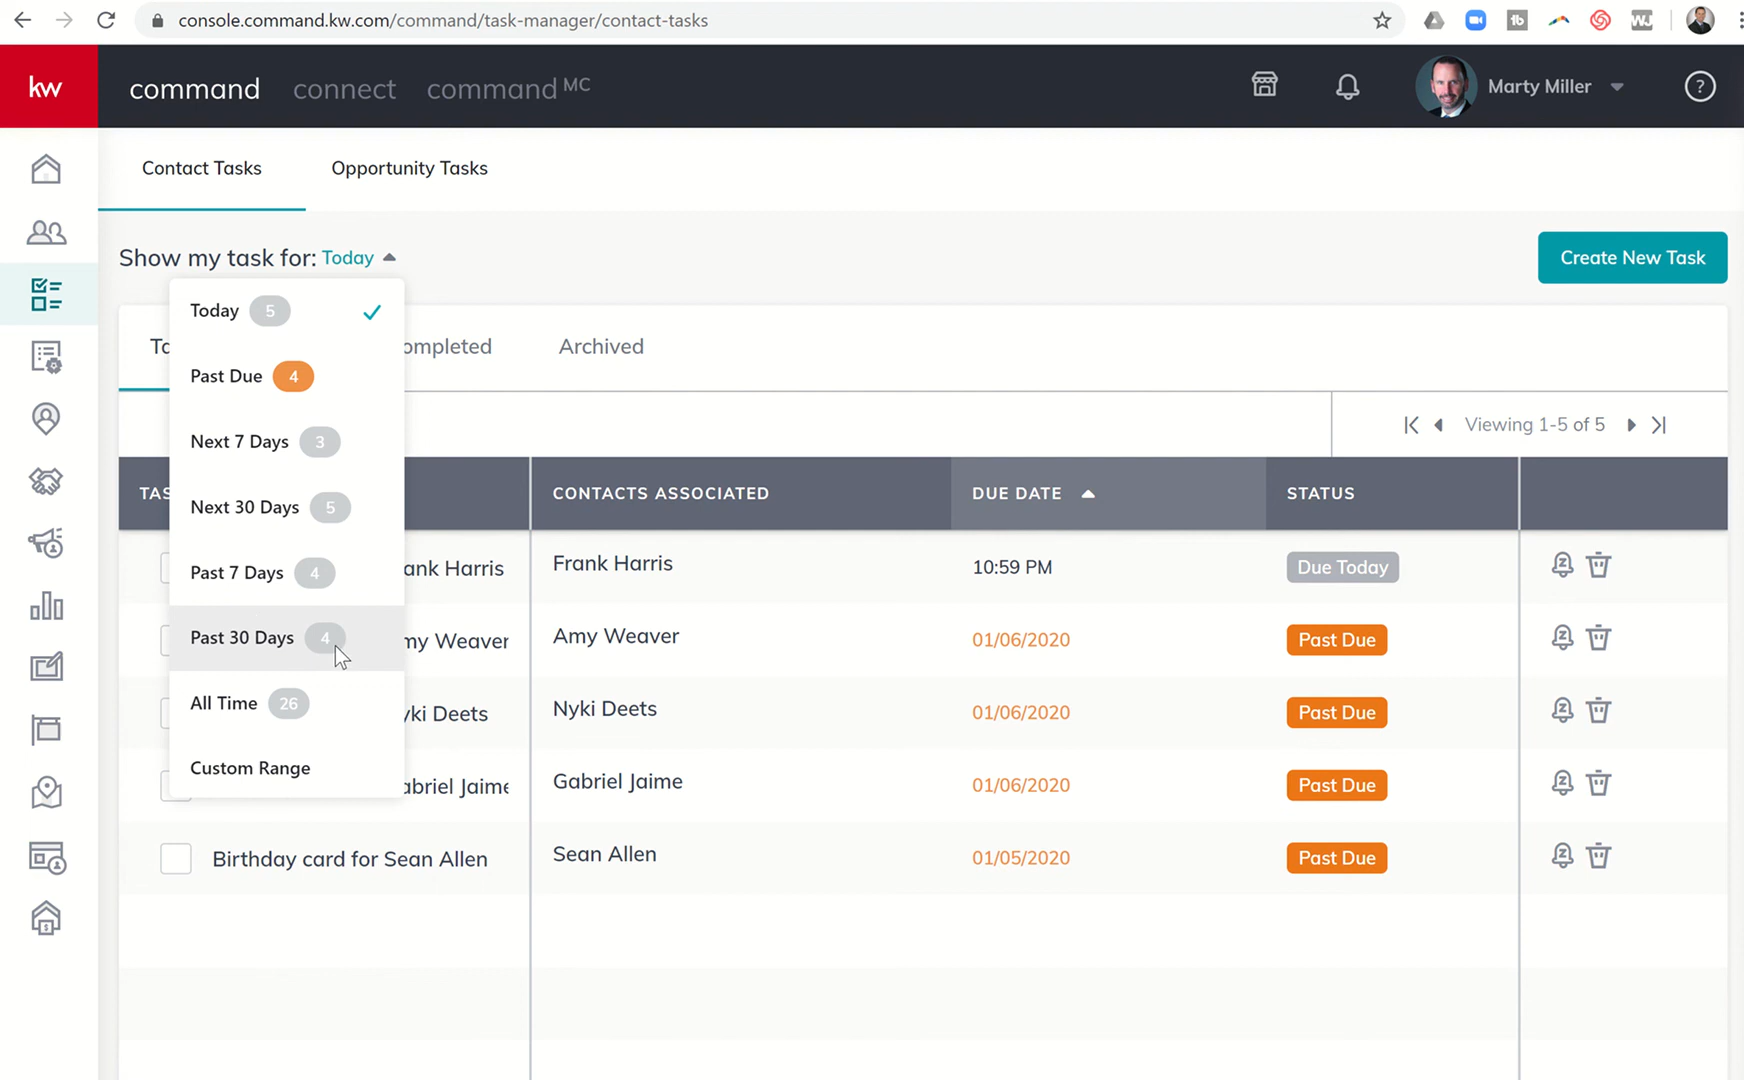 console.command.kw.com/command/task-manager/contact-tasks
kw command connect command MC Marty Miller ?
Contact Tasks Opportunity Tasks
Show my task for: Today
Create New Task
Today 5
ompleted Archived
Past Due 4
Next 7 Days 3
Viewing 1-5 of 5
TAS CONTACTS ASSOCIATED DUE DATE STATUS
Next 30 Days 5
Past 7 Days 4
ank Harris Frank Harris 10:59 PM Due Today
Past 30 Days 4
my Weaver Amy Weaver 01/06/2020 Past Due
All Time 26
ki Deets Nyki Deets 01/06/2020 Past Due
Custom Range
abriel Jaime Gabriel Jaime 01/06/2020 Past Due
Birthday card for Sean Allen Sean Allen 01/05/2020 Past Due